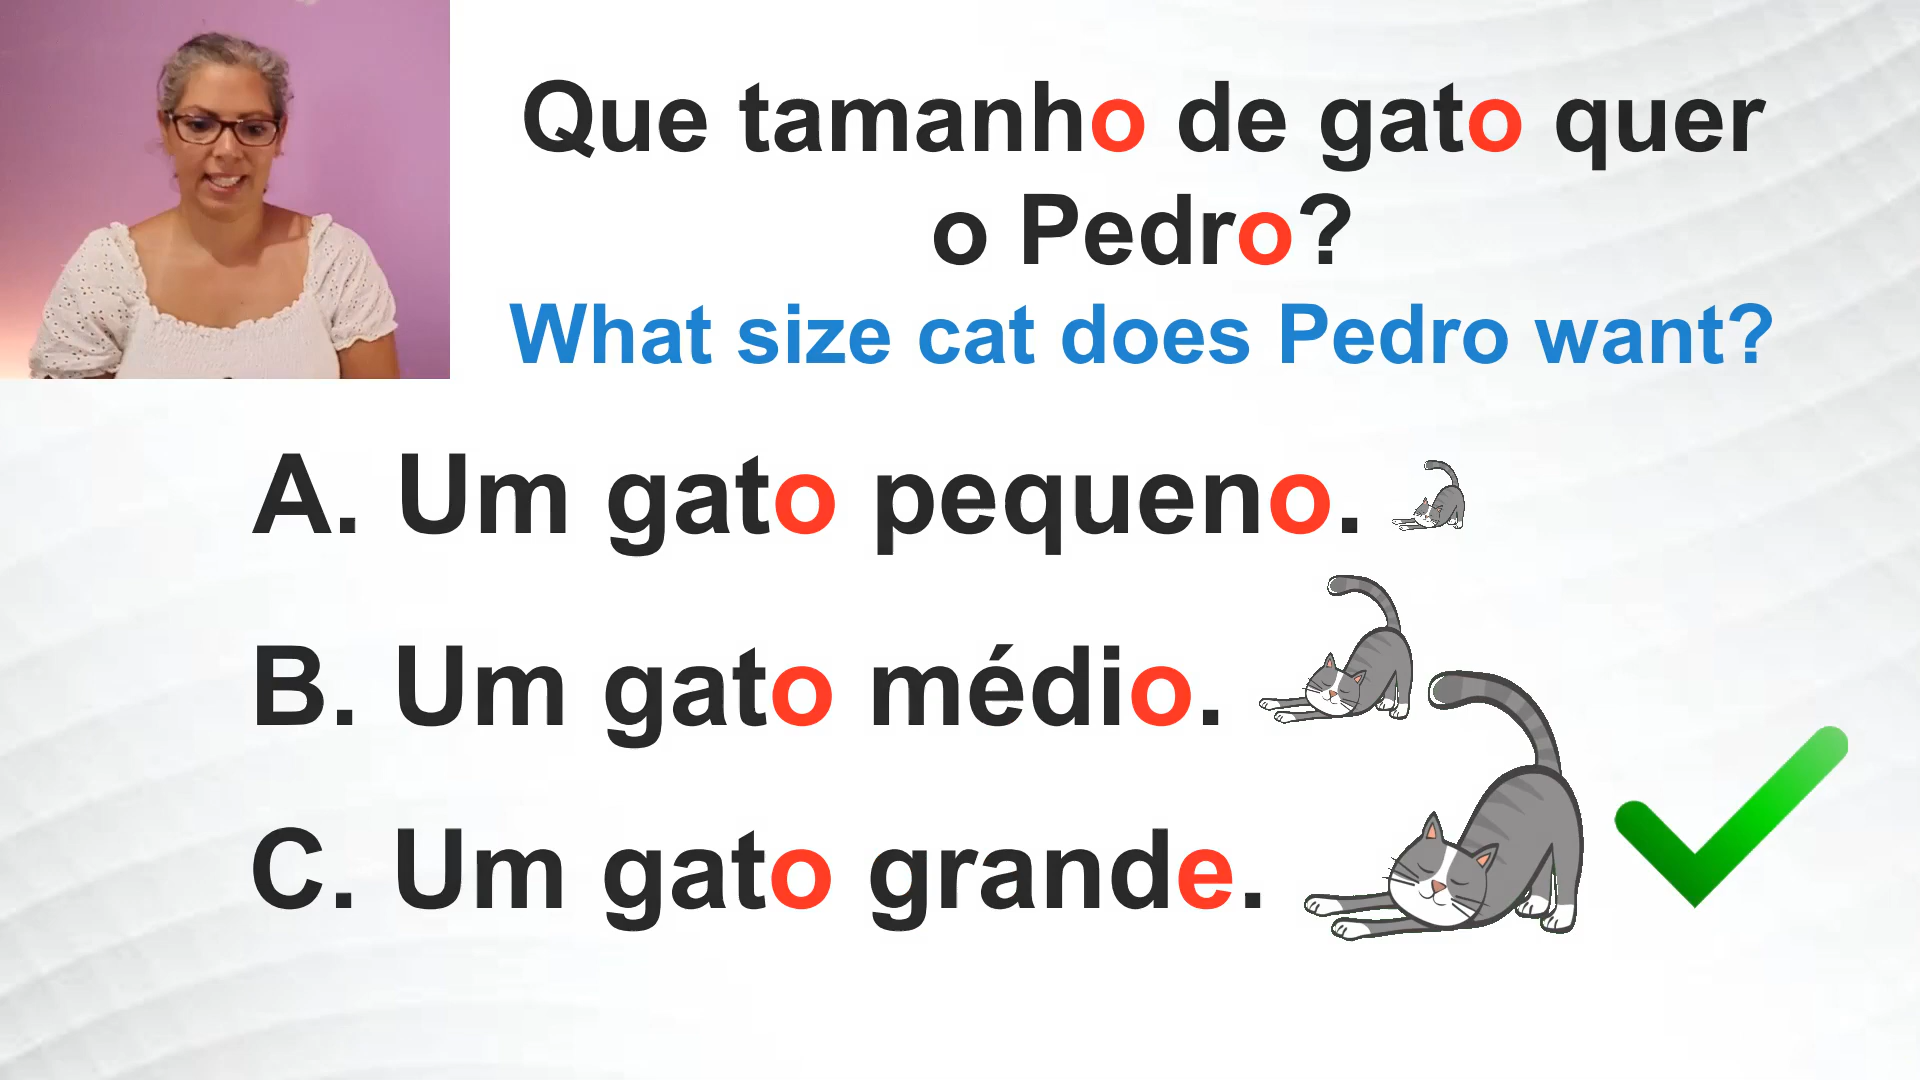 Que tamanho de gato quer
o Pedro?
What size cat does Pedro want?
A. Um gato pequeno.
B. Um gato médio.
C. Um gato grande.